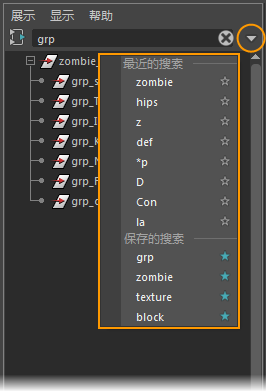 展示 显示 帮助
grp
最近的搜索
zombie_
zombie
grp_s
hips
grp_T
z
grp_I
def
grp_K
*p
grp_N
D
grp_F
Con
grp_c
la
保存的搜索
grp
zombie
texture
block